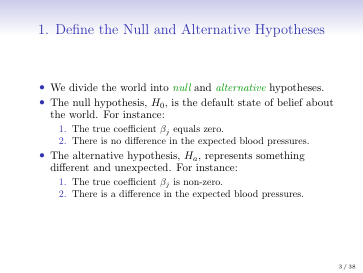 1. Define the Null and Alternative Hypotheses
• We divide the world into null and alternative hypotheses.
• The null hypothesis, H₀, is the default state of belief about
the world. For instance:
1. The true coefficient βⱼ equals zero.
2. There is no difference in the expected blood pressures.
• The alternative hypothesis, Hₐ, represents something
different and unexpected. For instance:
1. The true coefficient βⱼ is non-zero.
2. There is a difference in the expected blood pressures.
3 / 38